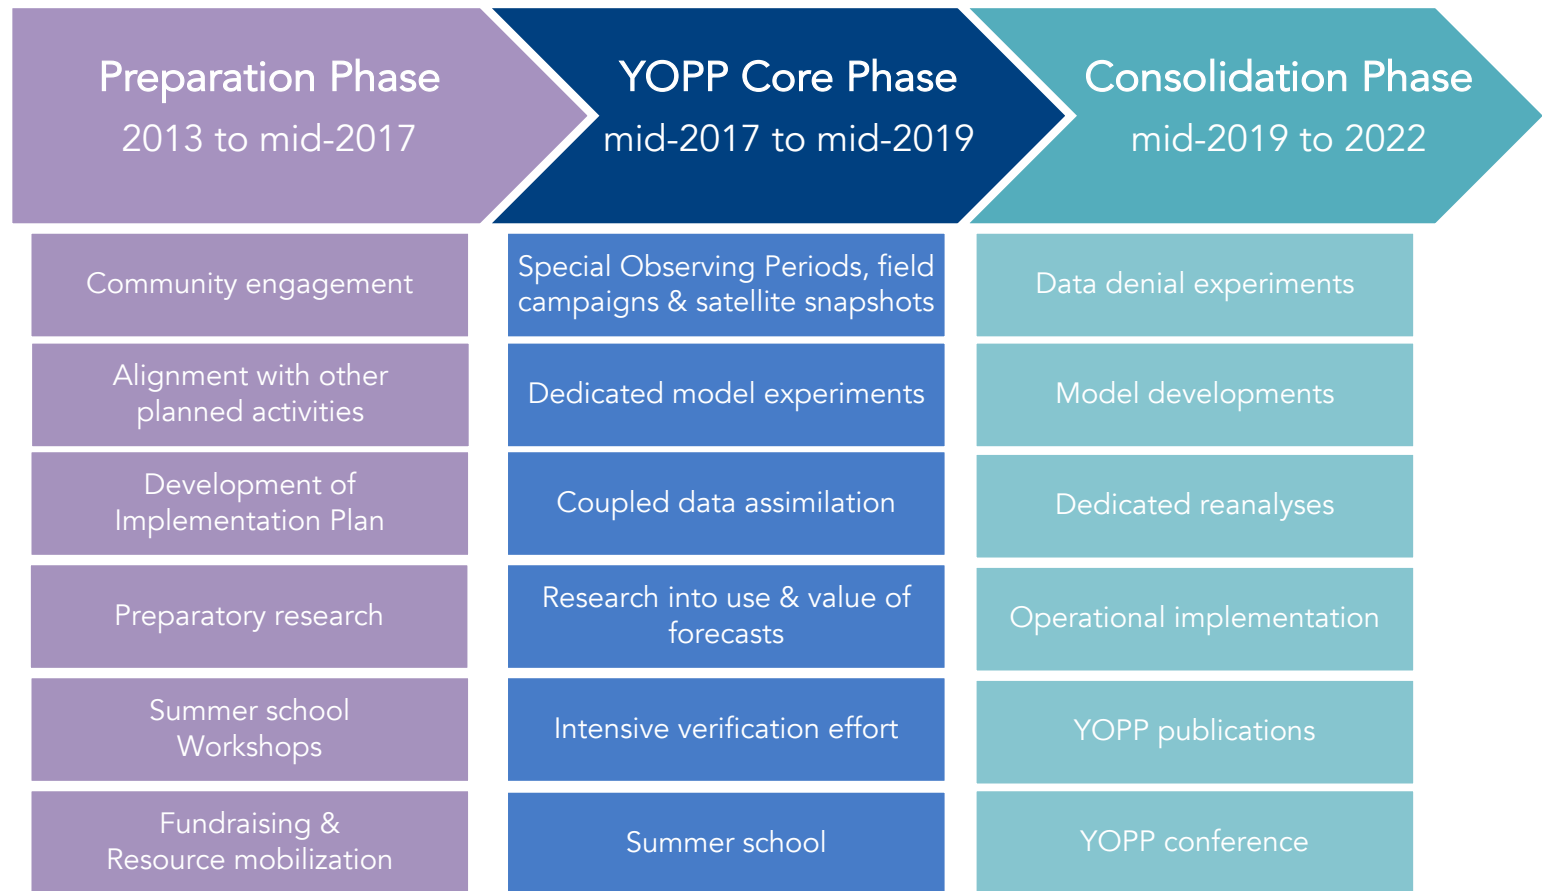 Preparation Phase
2013 to mid-2017
YOPP Core Phase
mid-2017 to mid-2019
Consolidation Phase
mid-2019 to 2022
Community engagement
Alignment with other
planned activities
Development of
Implementation Plan
Preparatory research
Summer school
Workshops
Fundraising &
Resource mobilization
Special Observing Periods, field
campaigns & satellite snapshots
Dedicated model experiments
Coupled data assimilation
Research into use & value of
forecasts
Intensive verification effort
Summer school
Data denial experiments
Model developments
Dedicated reanalyses
Operational implementation
YOPP publications
YOPP conference